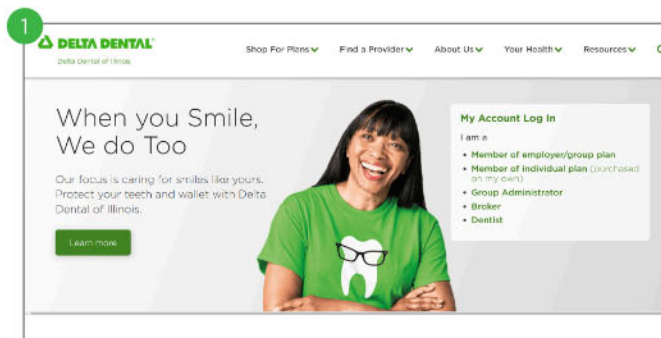 1
DELTA DENTAL®
Delta Dental of Illinois
Shop For Plans Find a Provider About Us Your Health Resources
When you Smile,
We do Too
Our focus is caring for smiles like yours.
Protect your teeth and wallet with Delta
Dental of Illinois.
Learn more
My Account Log In
I am a
• Member of employer/group plan
• Member of individual plan (purchased
on my own)
• Group Administrator
• Broker
• Dentist